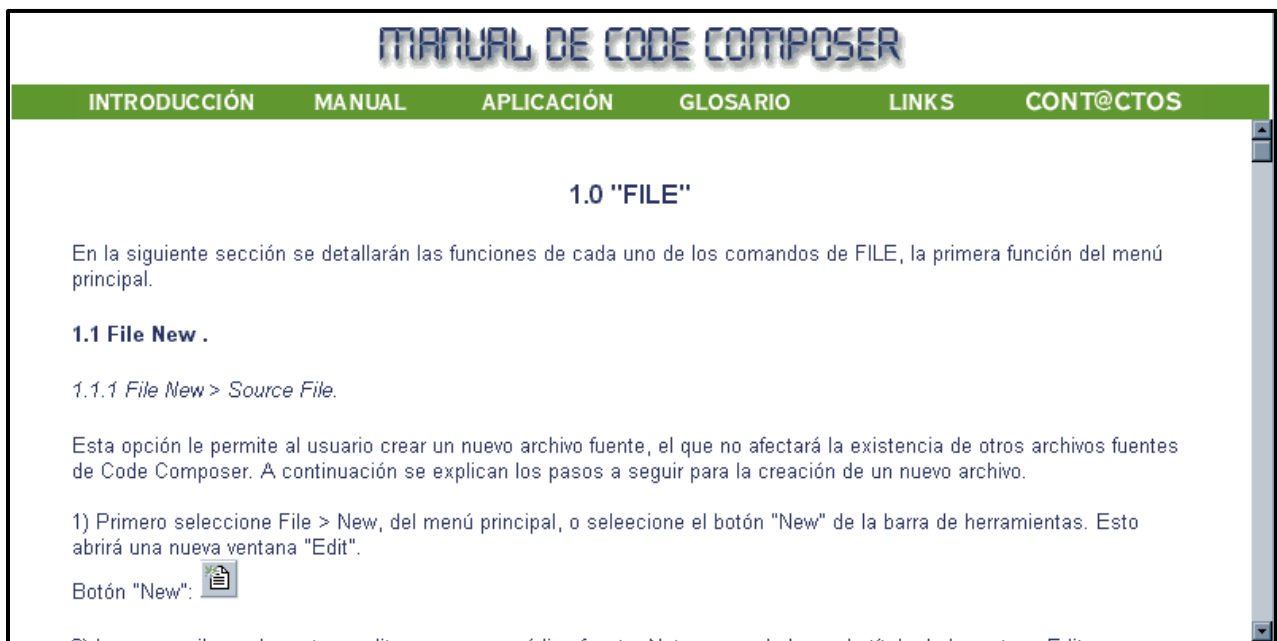 MANUAL DE CODE COMPOSER
INTRODUCCIÓN MANUAL APLICACIÓN GLOSARIO LINKS CONT@CTOS
1.0 "FILE"
En la siguiente sección se detallarán las funciones de cada uno de los comandos de FILE, la primera función del menú
principal.
1.1 File New .
1.1.1 File New > Source File.
Esta opción le permite al usuario crear un nuevo archivo fuente, el que no afectará la existencia de otros archivos fuentes
de Code Composer. A continuación se explican los pasos a seguir para la creación de un nuevo archivo.
1) Primero seleccione File > New, del menú principal, o seleecione el botón "New" de la barra de herramientas. Esto
abrirá una nueva ventana "Edit".
Botón "New":